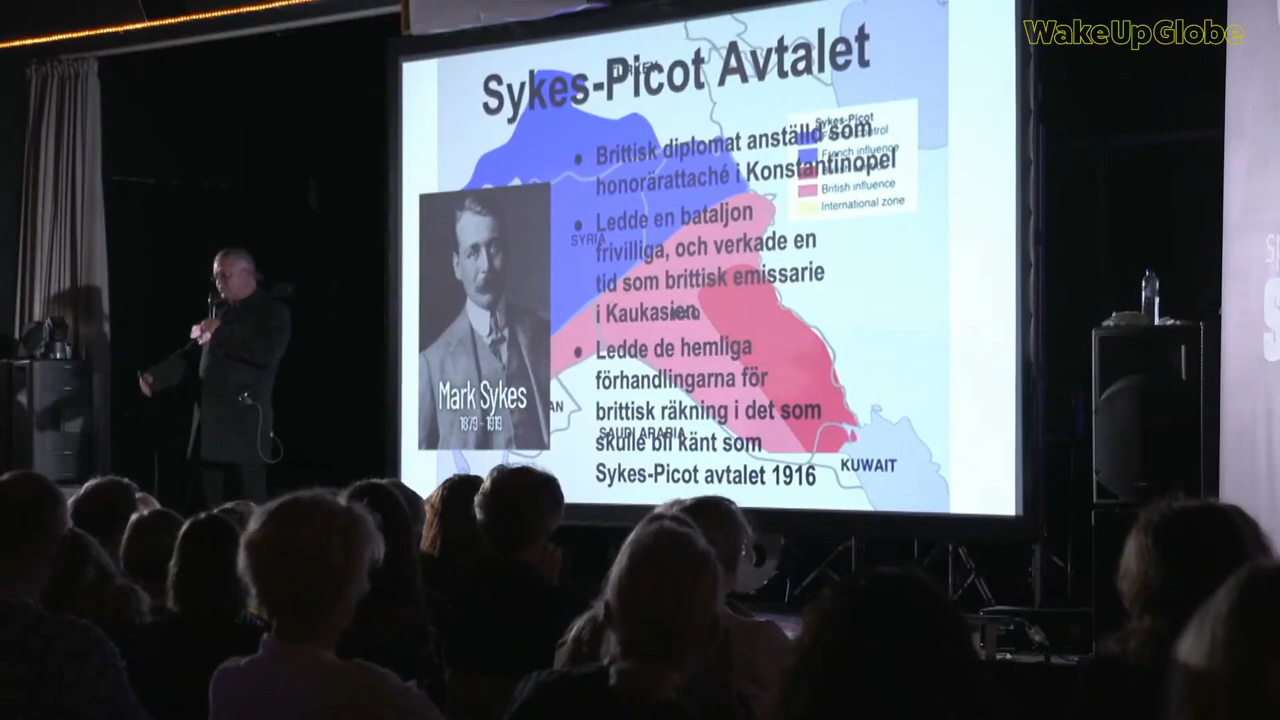 WakeUpGlobe
Sykes-Picot Avtalet
Sykes-Picot
French influence
British influence
International zone
• Brittisk diplomat anställd som
honorärattaché i Konstantinopel
• Ledde en bataljon
frivilliga, och verkade en
tid som brittisk emissarie
i Kaukasien
• Ledde de hemliga
förhandlingarna för
brittisk räkning i det som
skulle bli känt som
Sykes-Picot avtalet 1916
SYRIA
SAUDI ARABIA
KUWAIT
Mark Sykes
1879 - 1919